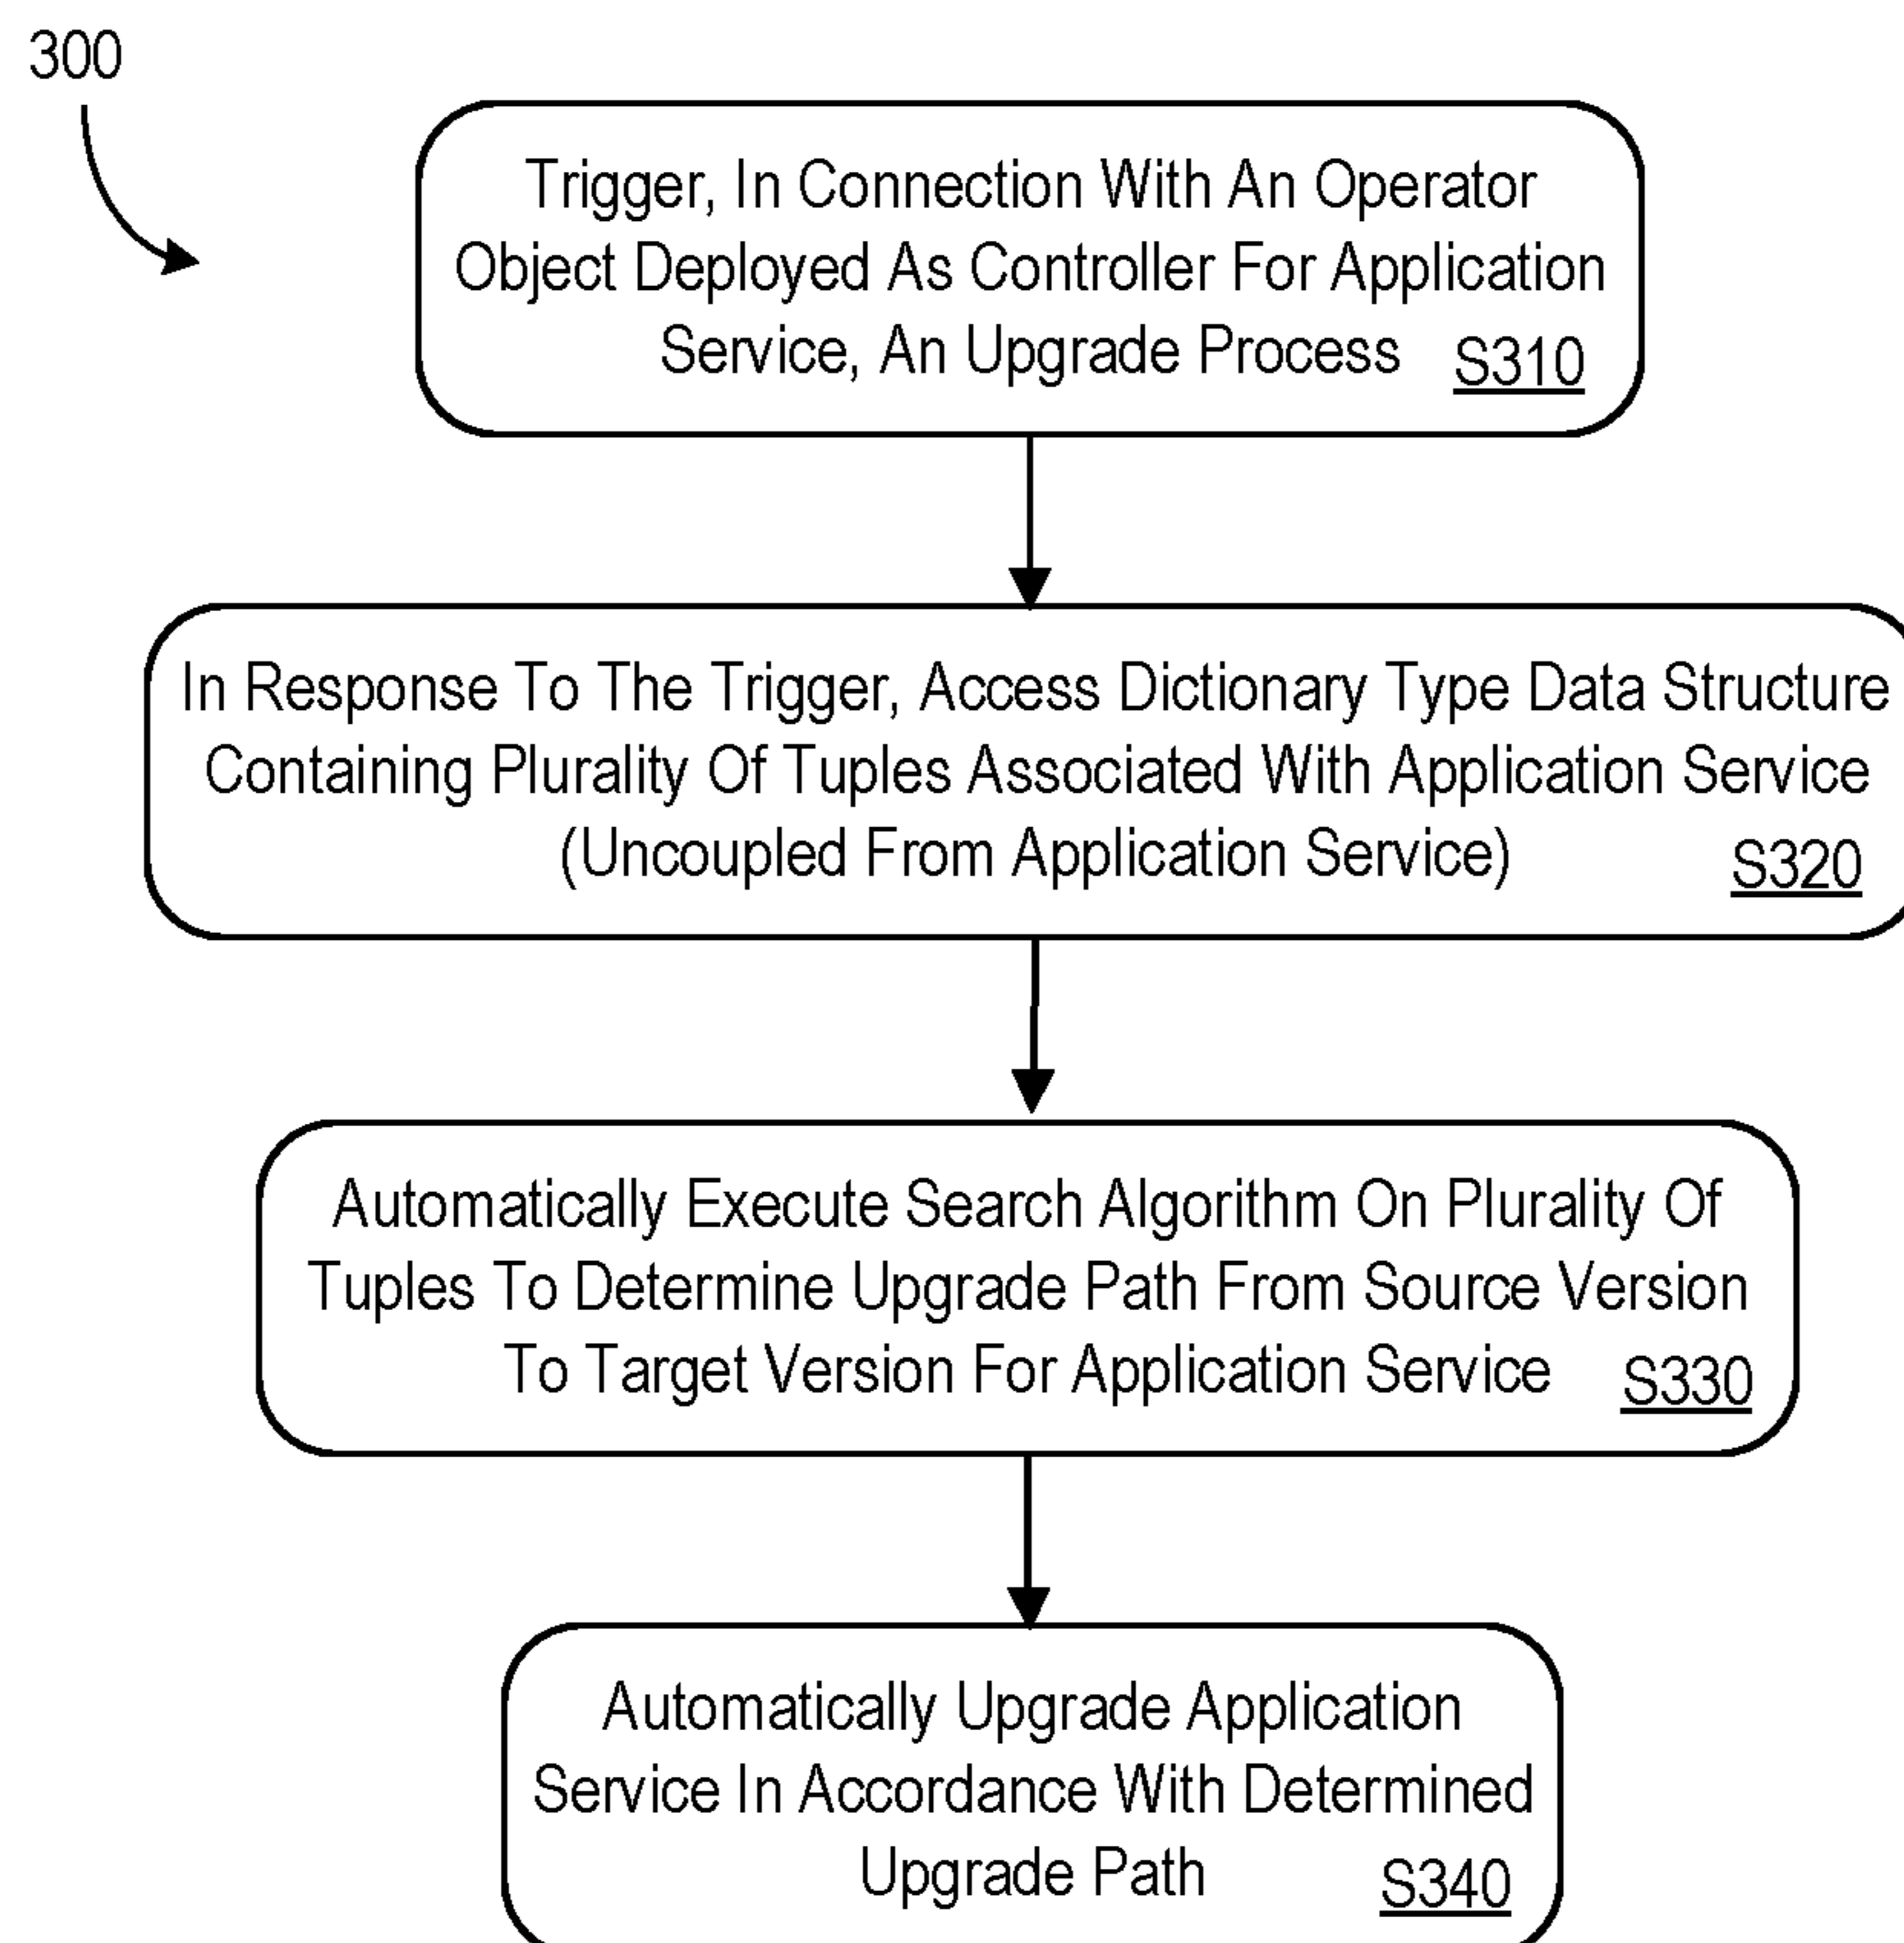 300
Trigger, In Connection With An Operator
Object Deployed As Controller For Application
Service, An Upgrade Process S310
In Response To The Trigger, Access Dictionary Type Data Structure
Containing Plurality Of Tuples Associated With Application Service
(Uncoupled From Application Service) S320
Automatically Execute Search Algorithm On Plurality Of
Tuples To Determine Upgrade Path From Source Version
To Target Version For Application Service S330
Automatically Upgrade Application
Service In Accordance With Determined
Upgrade Path S340